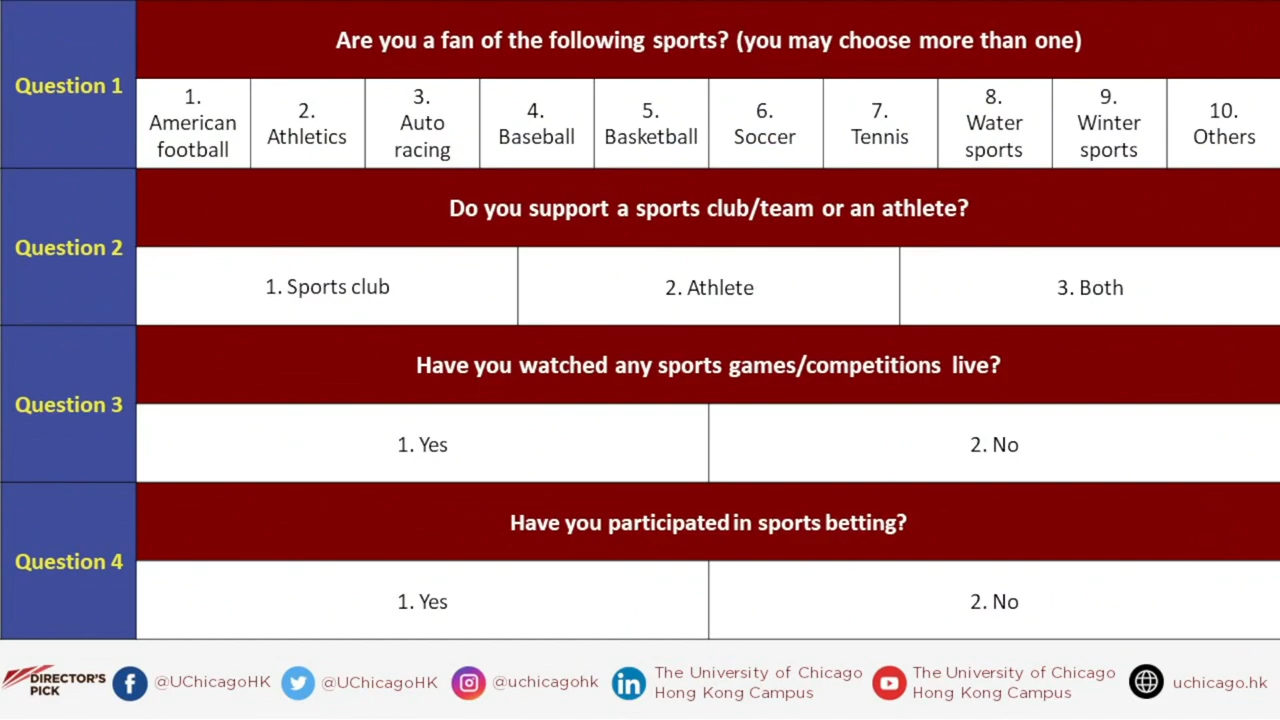 Question 1
Are you a fan of the following sports? (you may choose more than one)
1.
American
football
2.
Athletics
3.
Auto
racing
4.
Baseball
5.
Basketball
6.
Soccer
7.
Tennis
8.
Water
sports
9.
Winter
sports
10.
Others
Question 2
Do you support a sports club/team or an athlete?
1. Sports club
2. Athlete
3. Both
Question 3
Have you watched any sports games/competitions live?
1. Yes
2. No
Question 4
Have you participated in sports betting?
1. Yes
2. No
DIRECTOR'S
PICK
@UChicagoHK
@UChicagoHK
@uchicagohk
The University of Chicago
Hong Kong Campus
The University of Chicago
Hong Kong Campus
uchicago.hk